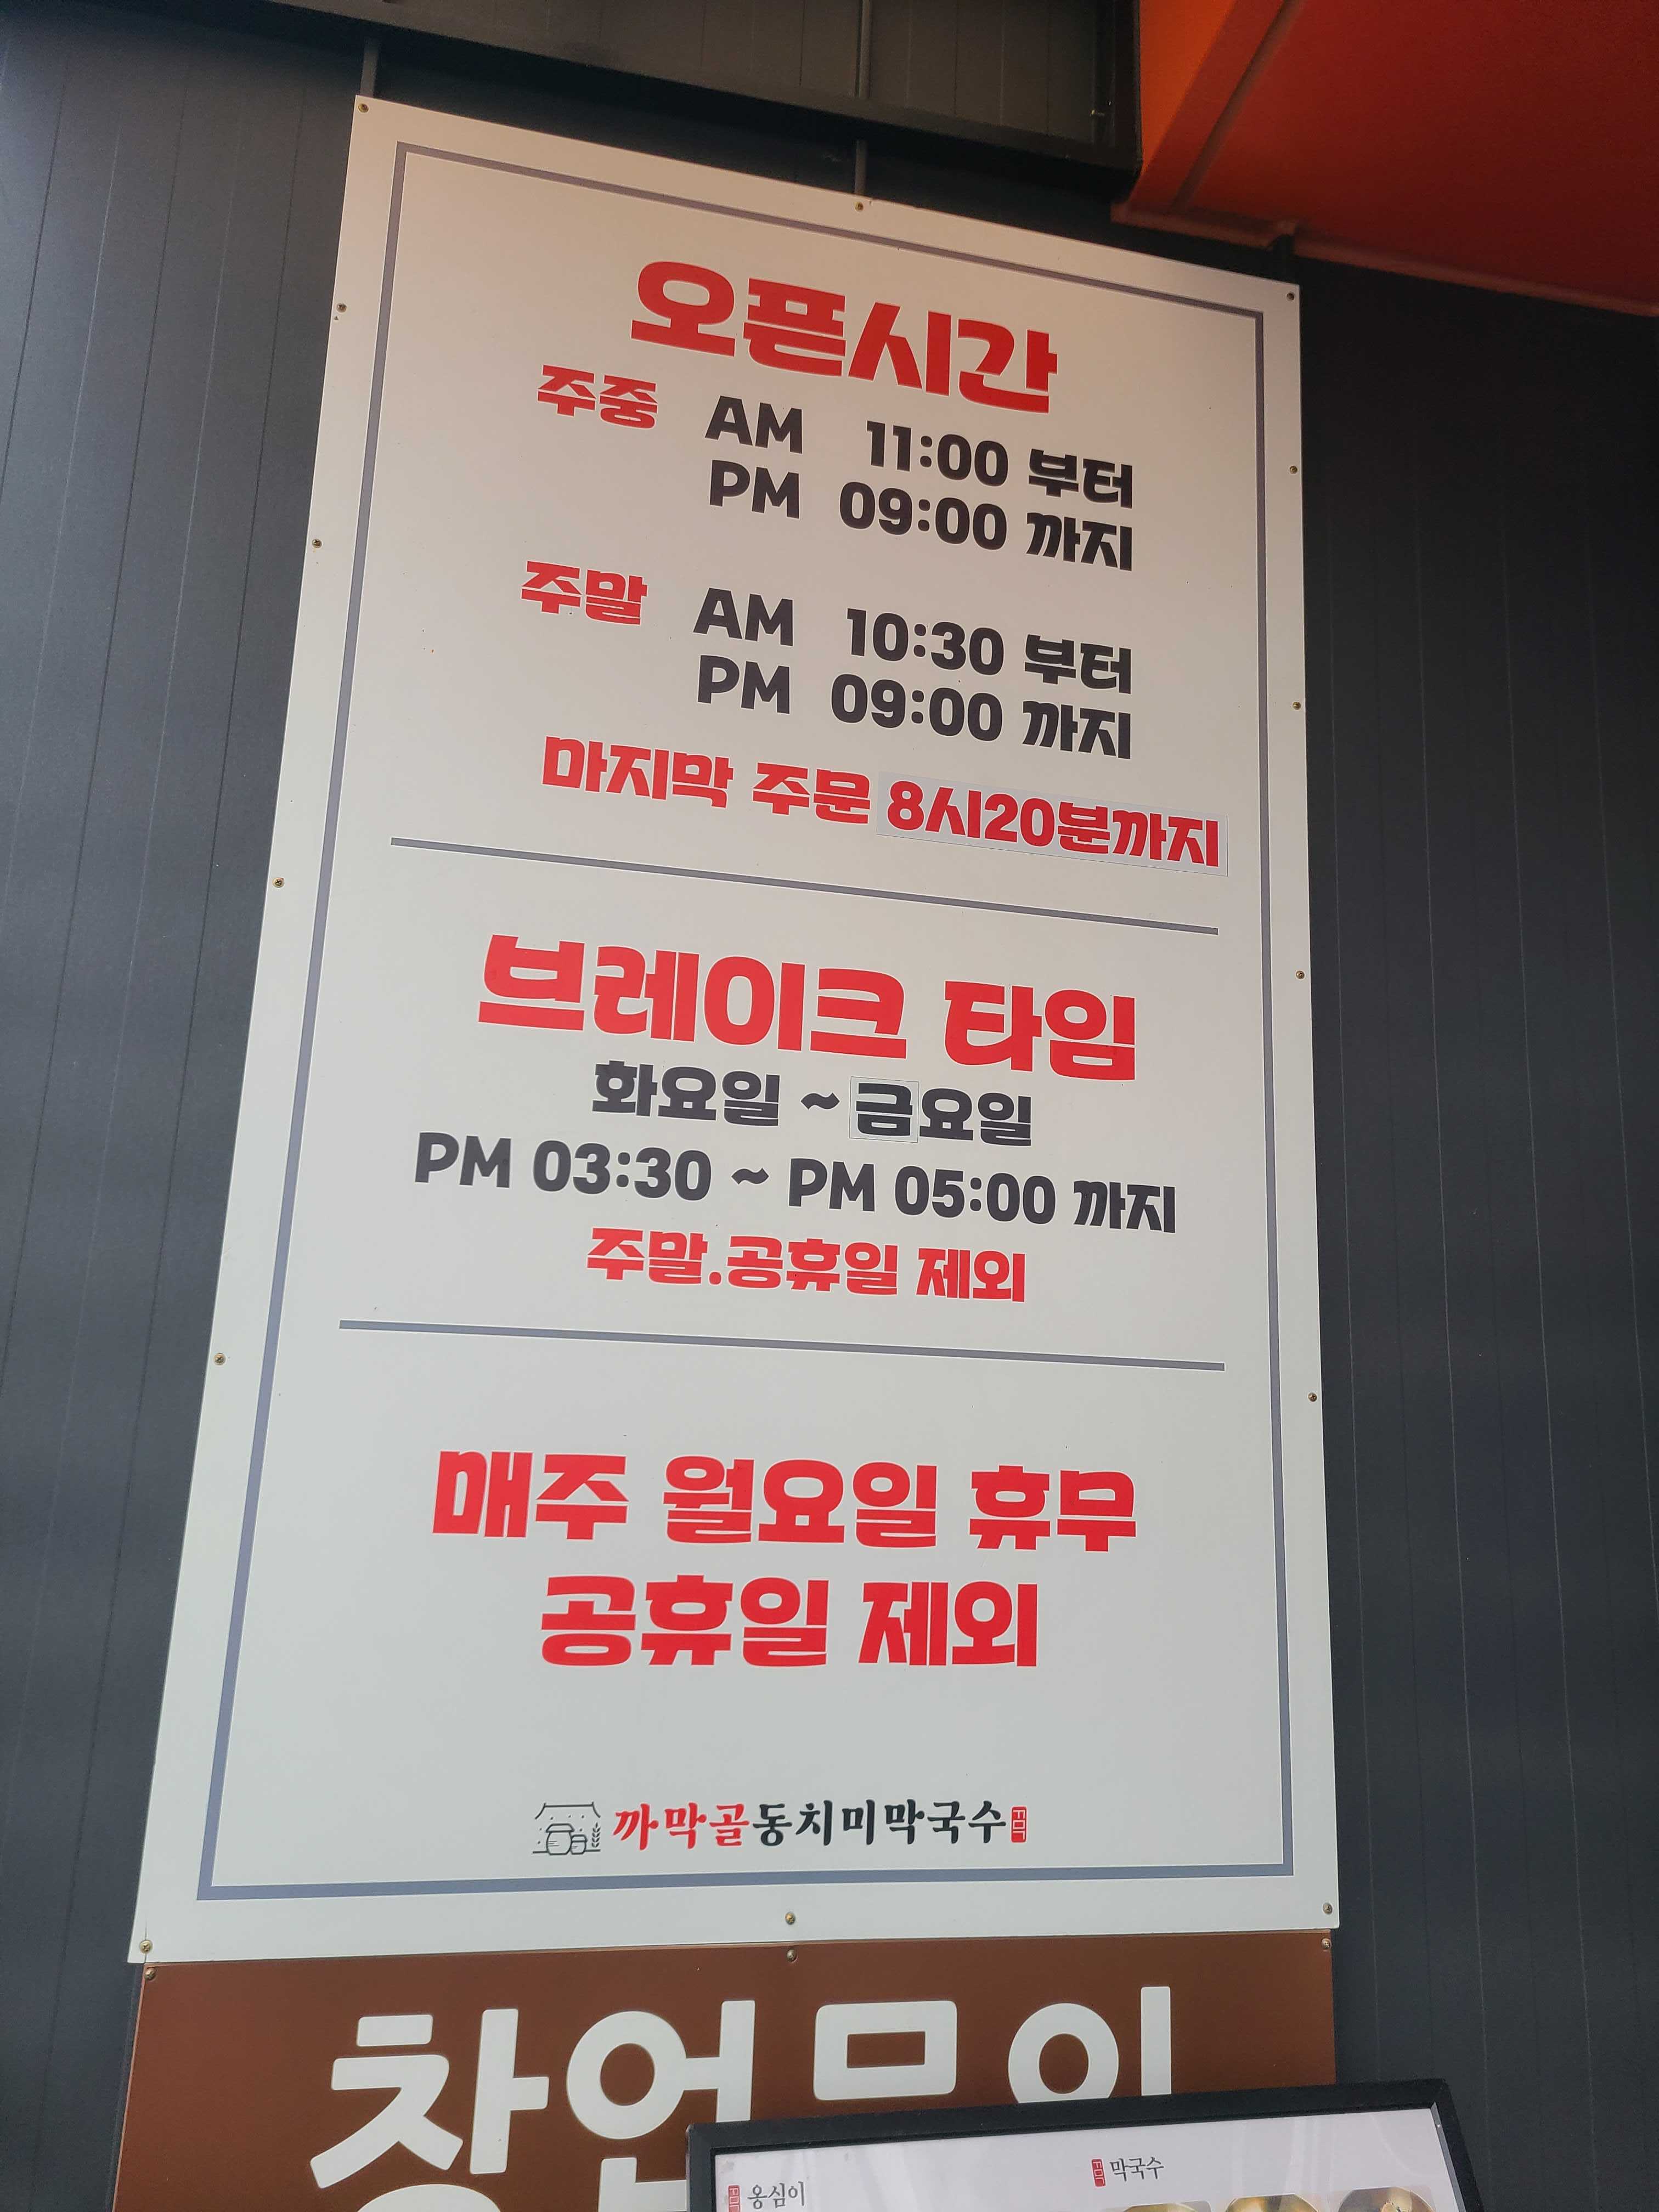 오픈시간
주중 AM 11:00 부터
PM 09:00 까지
주말 AM 10:30 부터
PM 09:00 까지
마지막 주문 8시20분까지
브레이크 타임
화요일 ~ 금요일
PM 03:30 ~ PM 05:00 까지
주말.공휴일 제외
매주 월요일 휴무
공휴일 제외
까막골동치미막국수
창업문의
옹심이
막국수